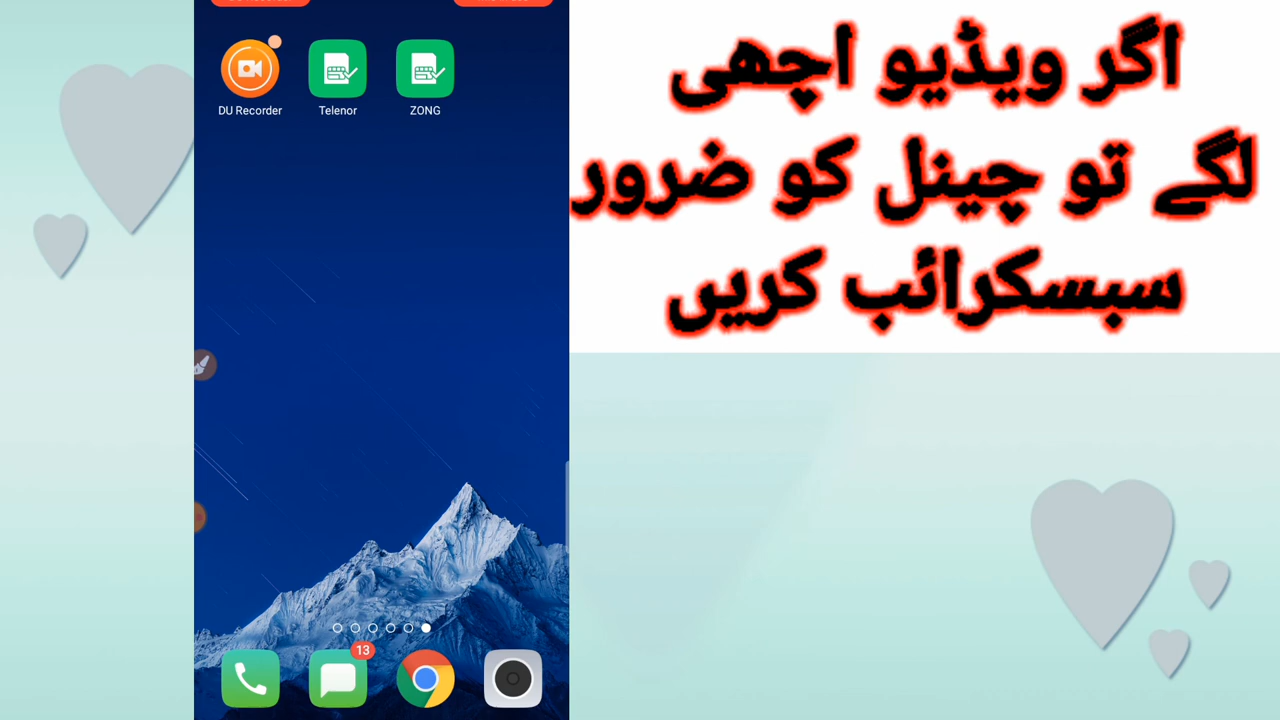 DU Recorder
Telenor
ZONG
13
اگر ویڈیو اچھی
لگے تو چینل کو ضرور
سبسکرائب کریں